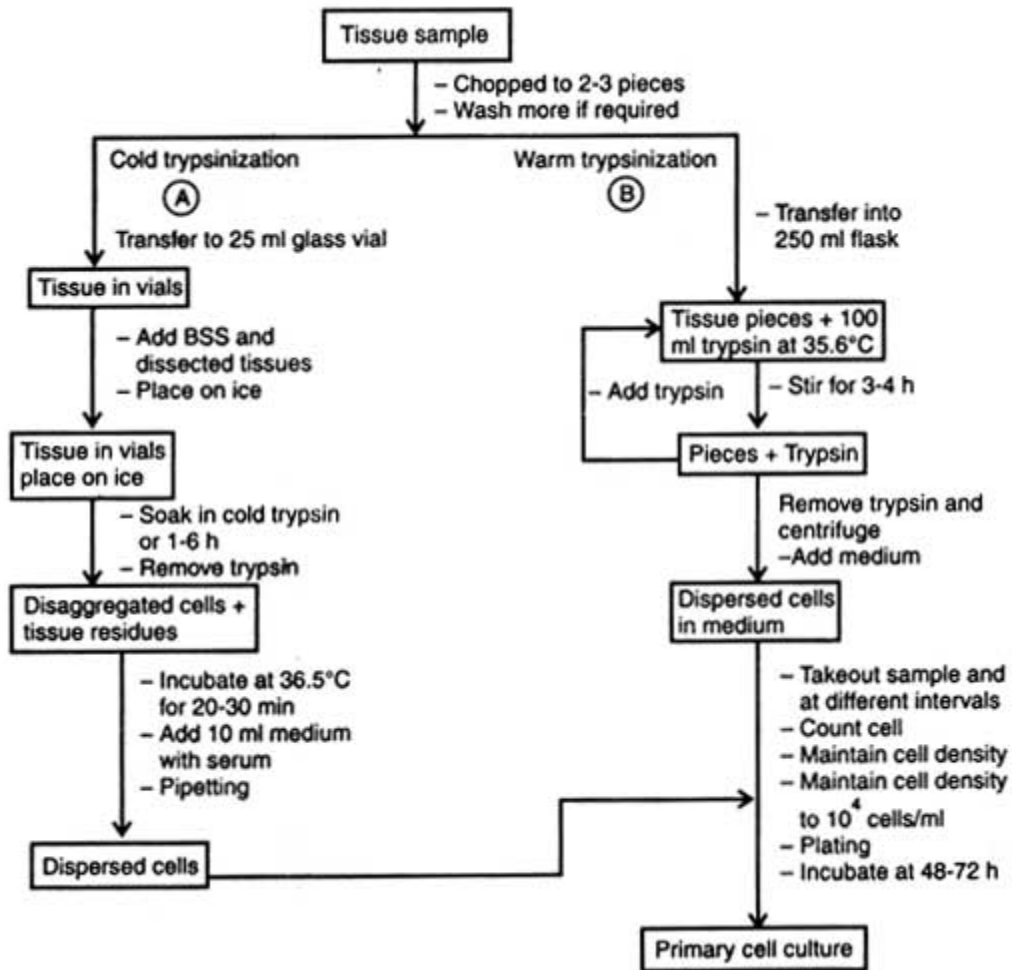 Tissue sample
– Chopped to 2-3 pieces
– Wash more if required
Cold trypsinization
A
Transfer to 25 ml glass vial
Tissue in vials
– Add BSS and
dissected tissues
– Place on ice
Tissue in vials
place on ice
– Soak in cold trypsin
or 1-6 h
– Remove trypsin
Disaggregated cells +
tissue residues
– Incubate at 36.5°C
for 20-30 min
– Add 10 ml medium
with serum
– Pipetting
Dispersed cells
Warm trypsinization
B
– Transfer into
250 ml flask
Tissue pieces + 100
ml trypsin at 35.6°C
– Add trypsin
– Stir for 3-4 h
Pieces + Trypsin
Remove trypsin and
centrifuge
–Add medium
Dispersed cells
in medium
– Takeout sample and
at different intervals
– Count cell
– Maintain cell density
– Maintain cell density
to 10⁴ cells/ml
– Plating
– Incubate at 48-72 h
Primary cell culture